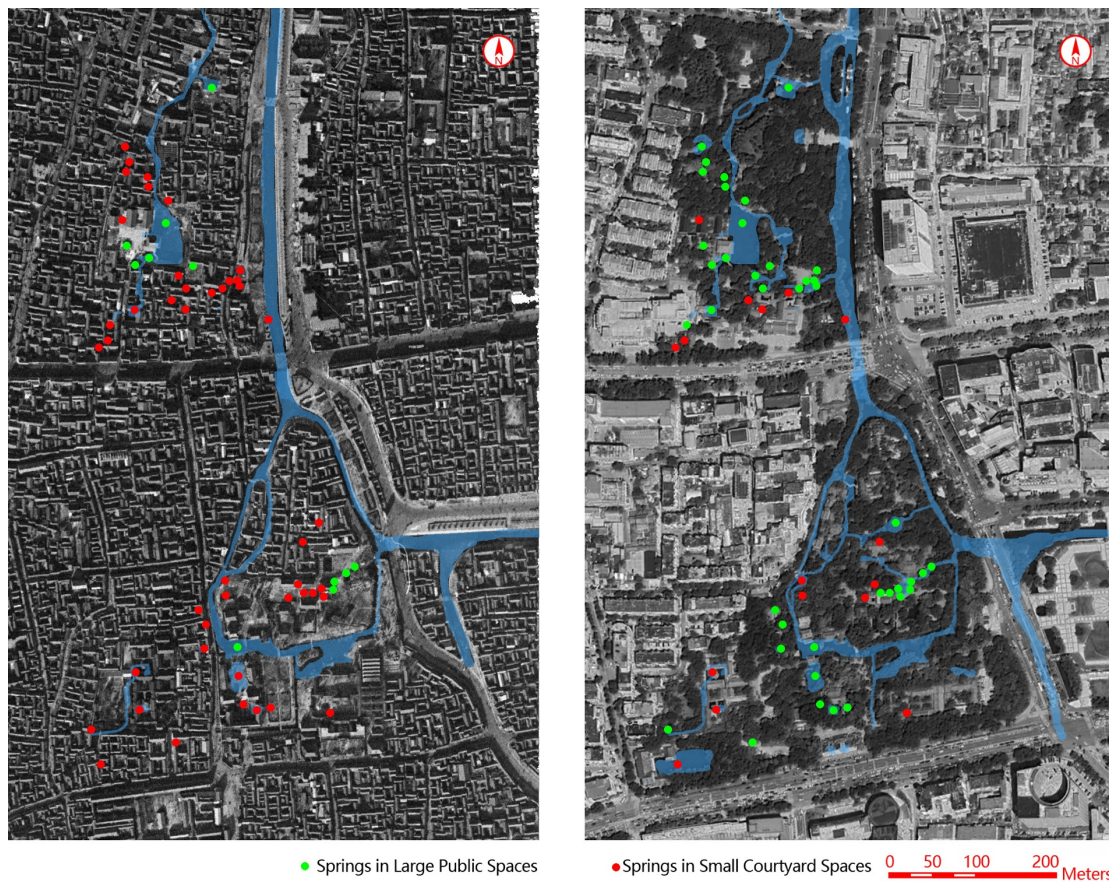 N
N
Springs in Large Public Spaces
Springs in Small Courtyard Spaces
0 50 100 200
Meters